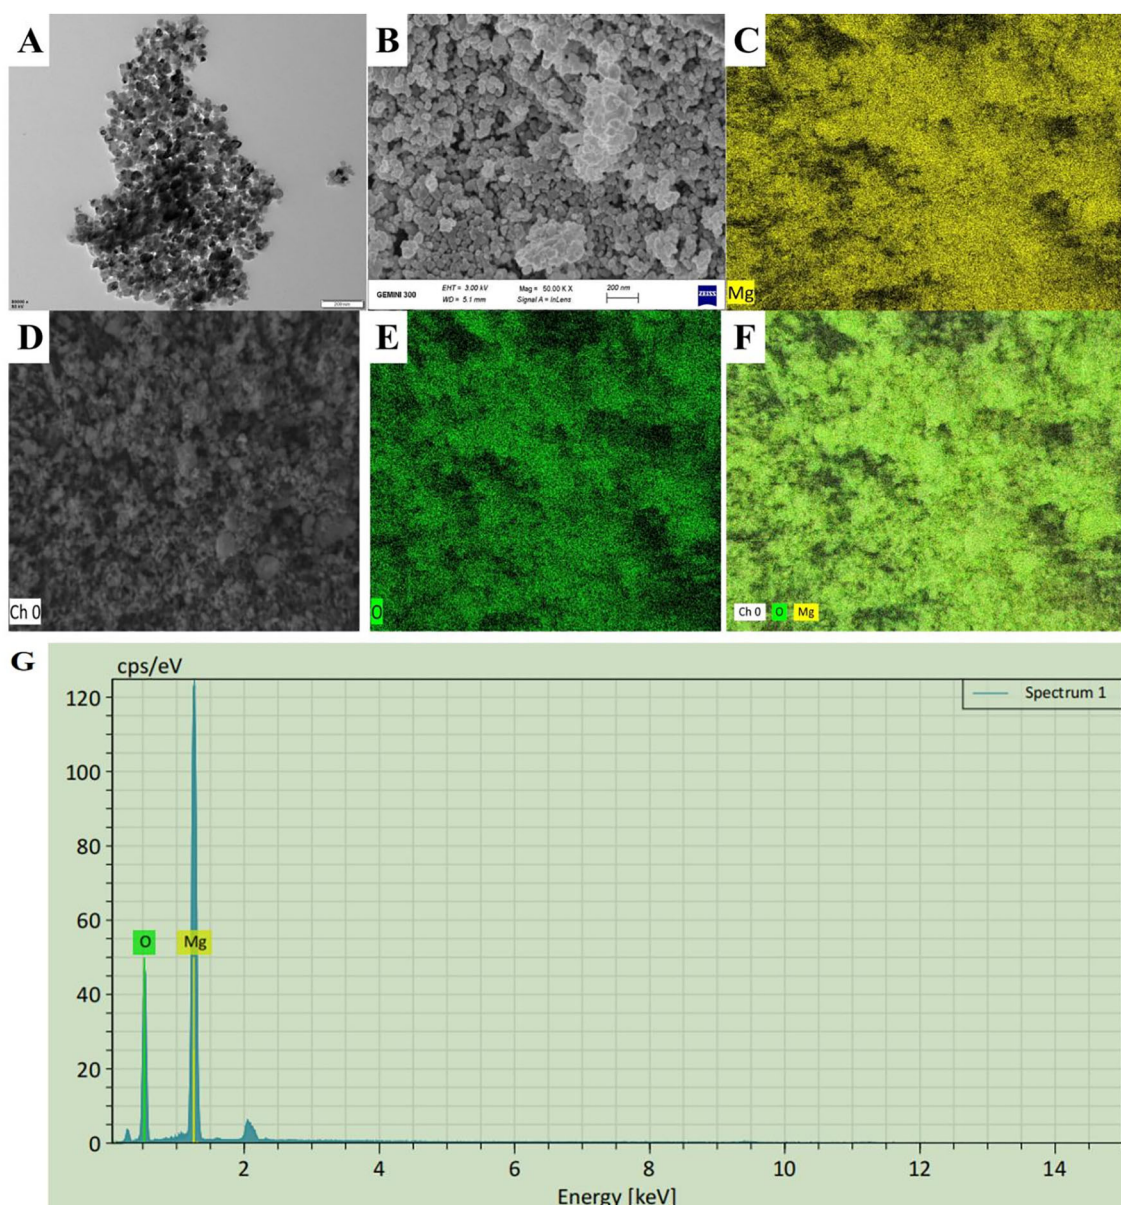 A
B
C
200 nm
GEMINI 300
EHT = 3.00 kV
WD = 5.1 mm
Mag = 50.00 K X
Signal A = InLens
200 nm
ZEISS
Mg
D
E
F
Ch 0
O
Ch 0 O Mg
G
cps/eV
Spectrum 1
120
100
80
60
40
20
0
O
Mg
2
4
6
8
10
12
14
Energy [keV]